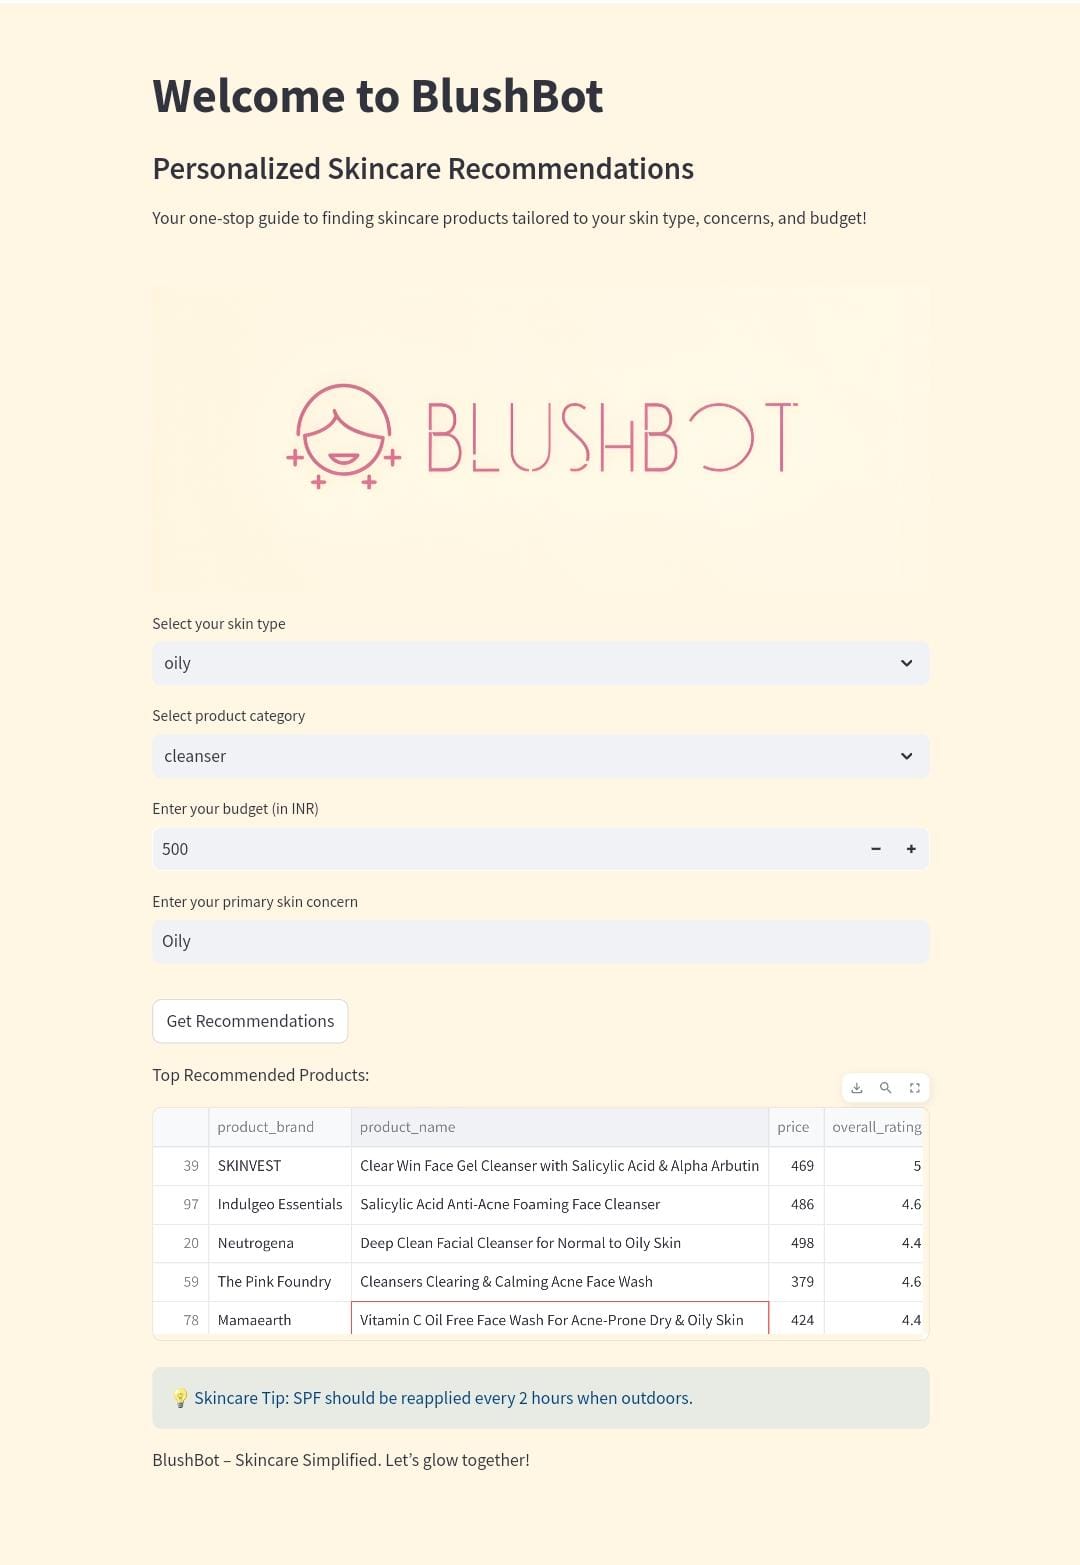 Welcome to BlushBot
Personalized Skincare Recommendations
Your one-stop guide to finding skincare products tailored to your skin type, concerns, and budget!
BLUSHBOT
Select your skin type
oily
Select product category
cleanser
Enter your budget (in INR)
500 − +
Enter your primary skin concern
Oily
Get Recommendations
Top Recommended Products:
product_brand product_name price overall_rating
39 SKINVEST Clear Win Face Gel Cleanser with Salicylic Acid & Alpha Arbutin 469 5
97 Indulgeo Essentials Salicylic Acid Anti-Acne Foaming Face Cleanser 486 4.6
20 Neutrogena Deep Clean Facial Cleanser for Normal to Oily Skin 498 4.4
59 The Pink Foundry Cleansers Clearing & Calming Acne Face Wash 379 4.6
78 Mamaearth Vitamin C Oil Free Face Wash For Acne-Prone Dry & Oily Skin 424 4.4
💡 Skincare Tip: SPF should be reapplied every 2 hours when outdoors.
BlushBot – Skincare Simplified. Let’s glow together!